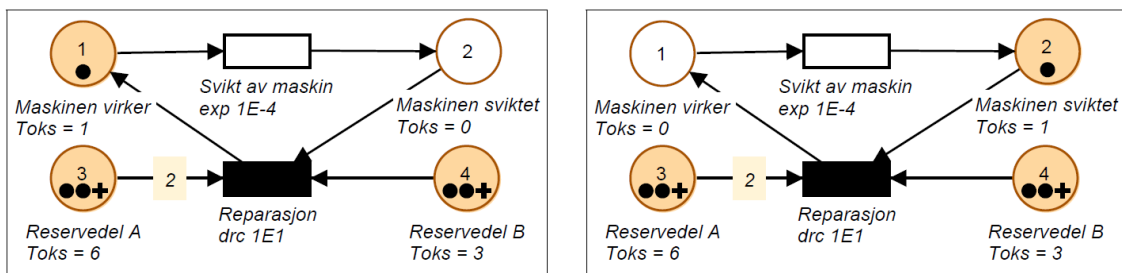 1
Svikt av maskin
exp 1E-4
2
Maskinen virker
Toks = 1
Maskinen sviktet
Toks = 0
3
2
4
Reservedel A
Toks = 6
Reparasjon
drc 1E1
Reservedel B
Toks = 3
1
Svikt av maskin
exp 1E-4
2
Maskinen virker
Toks = 0
Maskinen sviktet
Toks = 1
3
2
4
Reservedel A
Toks = 6
Reparasjon
drc 1E1
Reservedel B
Toks = 3